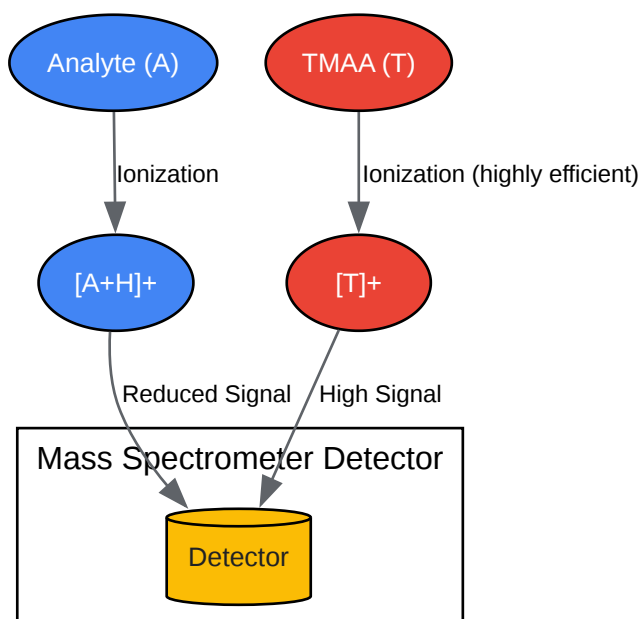 Analyte (A)
TMAA (T)
Ionization
Ionization (highly efficient)
[A+H]+
[T]+
Reduced Signal
High Signal
Mass Spectrometer Detector
Detector